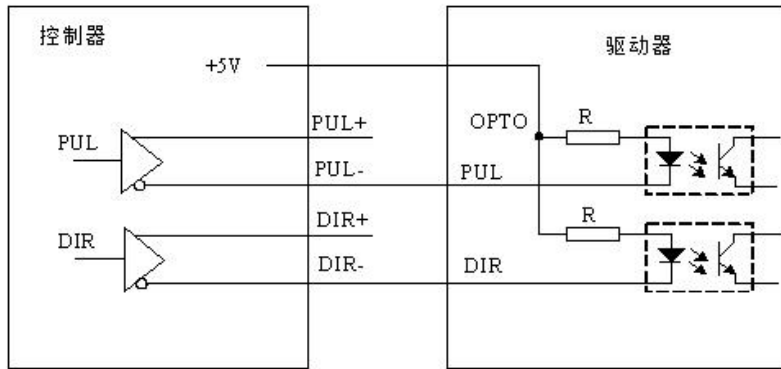 控制器
驱动器
+5V
PUL+
OPTO
R
PUL
PUL-
PUL
DIR+
R
DIR
DIR-
DIR